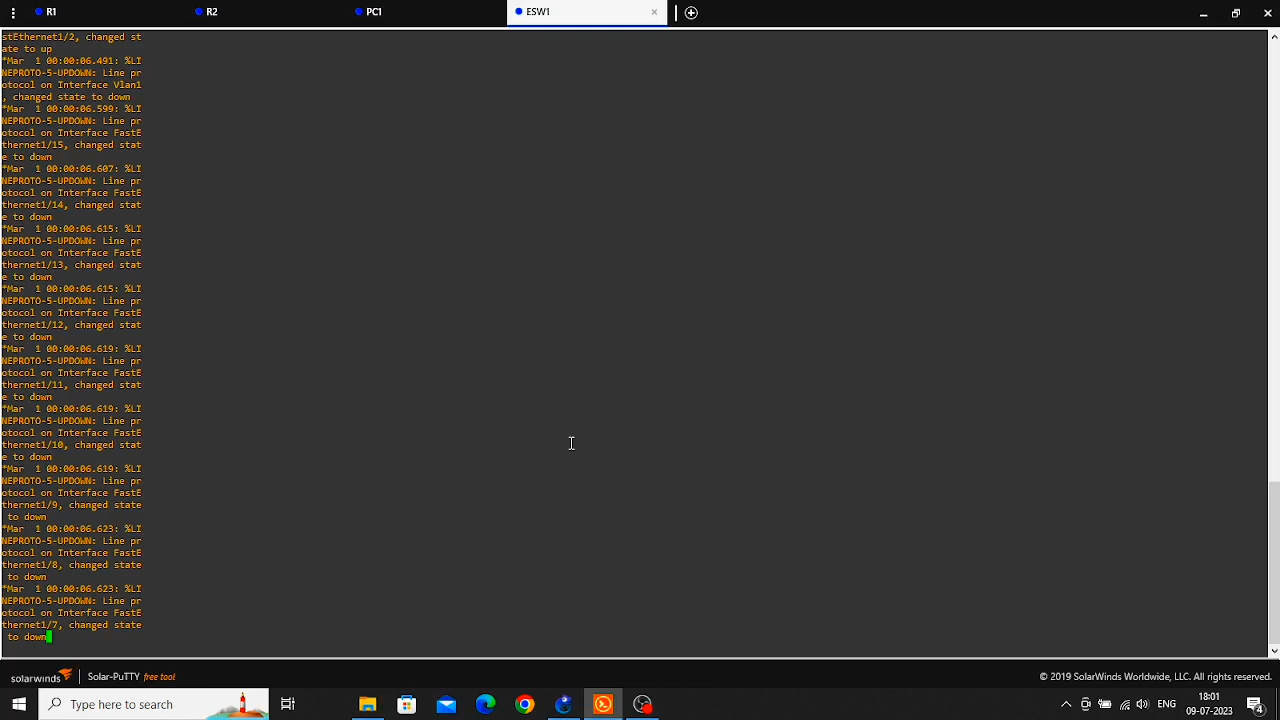 R1
R2
PC1
ESW1
stEthernet1/2, changed st
ate to up
*Mar  1 00:00:06.491: %LI
NEPROTO-5-UPDOWN: Line pr
otocol on Interface Vlan1
, changed state to down
*Mar  1 00:00:06.599: %LI
NEPROTO-5-UPDOWN: Line pr
otocol on Interface FastE
thernet1/15, changed stat
e to down
*Mar  1 00:00:06.607: %LI
NEPROTO-5-UPDOWN: Line pr
otocol on Interface FastE
thernet1/14, changed stat
e to down
*Mar  1 00:00:06.615: %LI
NEPROTO-5-UPDOWN: Line pr
otocol on Interface FastE
thernet1/13, changed stat
e to down
*Mar  1 00:00:06.615: %LI
NEPROTO-5-UPDOWN: Line pr
otocol on Interface FastE
thernet1/12, changed stat
e to down
*Mar  1 00:00:06.619: %LI
NEPROTO-5-UPDOWN: Line pr
otocol on Interface FastE
thernet1/11, changed stat
e to down
*Mar  1 00:00:06.619: %LI
NEPROTO-5-UPDOWN: Line pr
otocol on Interface FastE
thernet1/10, changed stat
e to down
*Mar  1 00:00:06.619: %LI
NEPROTO-5-UPDOWN: Line pr
otocol on Interface FastE
thernet1/9, changed state
 to down
*Mar  1 00:00:06.623: %LI
NEPROTO-5-UPDOWN: Line pr
otocol on Interface FastE
thernet1/8, changed state
 to down
*Mar  1 00:00:06.623: %LI
NEPROTO-5-UPDOWN: Line pr
otocol on Interface FastE
thernet1/7, changed state
 to down
solarwinds | Solar-PuTTY free tool
© 2019 SolarWinds Worldwide, LLC. All rights reserved.
Type here to search
ENG
18:01
09-07-2023
4